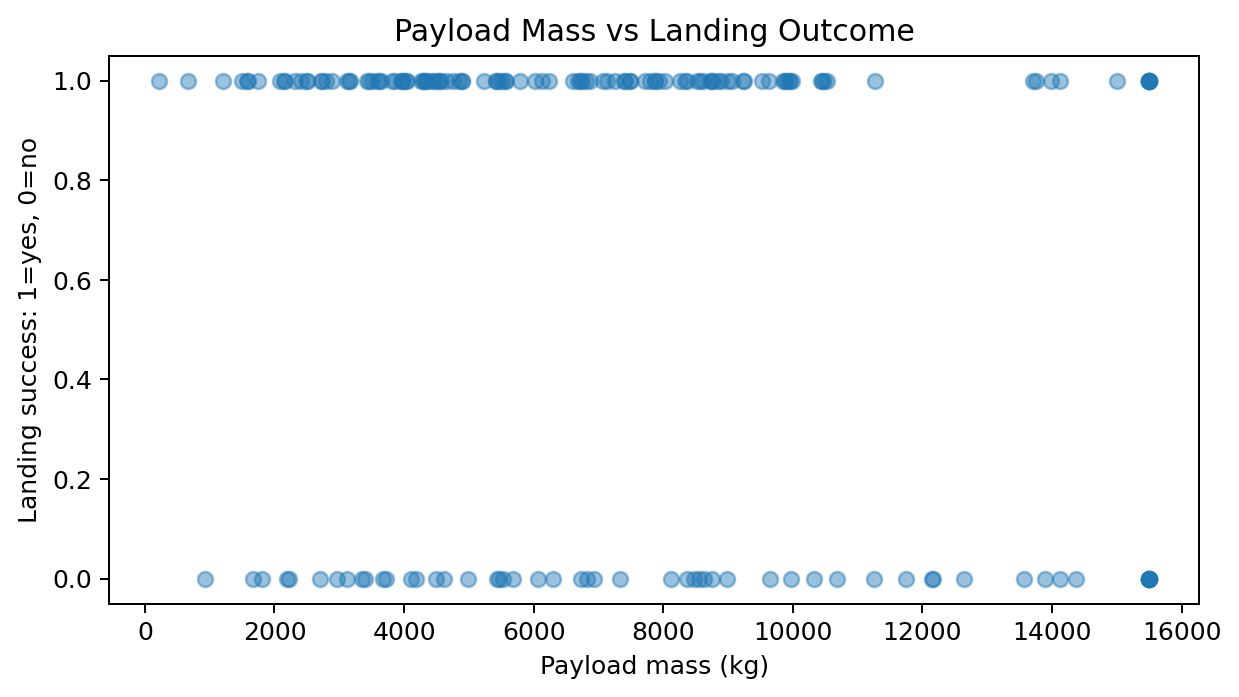 Payload Mass vs Landing Outcome
Landing success: 1=yes, 0=no
1.0
0.8
0.6
0.4
0.2
0.0
0 2000 4000 6000 8000 10000 12000 14000 16000
Payload mass (kg)